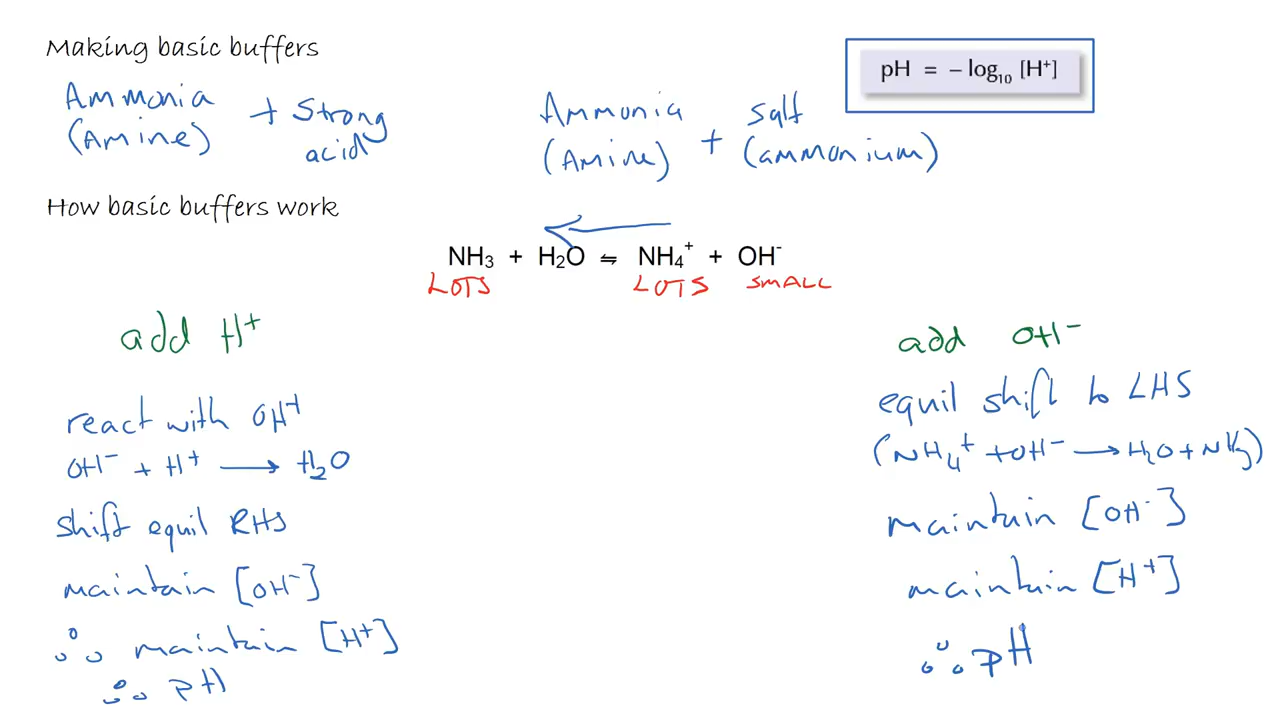 Making basic buffers
pH = – log₁₀ [H⁺]
Ammonia
(Amine)
+ Strong
acid
Ammonia
(Amine)
+
Salt
(ammonium)
How basic buffers work
NH₃ + H₂O ⇋ NH₄⁺ + OH⁻
LOTS LOTS SMALL
add H⁺
react with OH⁻
OH⁻ + H⁺ → H₂O
shift equil RHS
maintain [OH⁻]
∴ maintain [H⁺]
∴ pH
add OH⁻
equil shift to LHS
(NH₄⁺ + OH⁻ → H₂O + NH₃)
maintain [OH⁻]
maintain [H⁺]
∴ pH